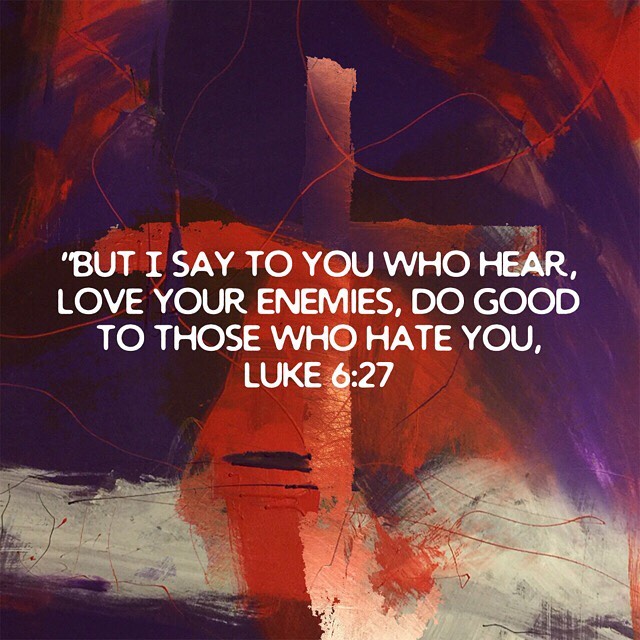 "BUT I SAY TO YOU WHO HEAR,
LOVE YOUR ENEMIES, DO GOOD
TO THOSE WHO HATE YOU,
LUKE 6:27